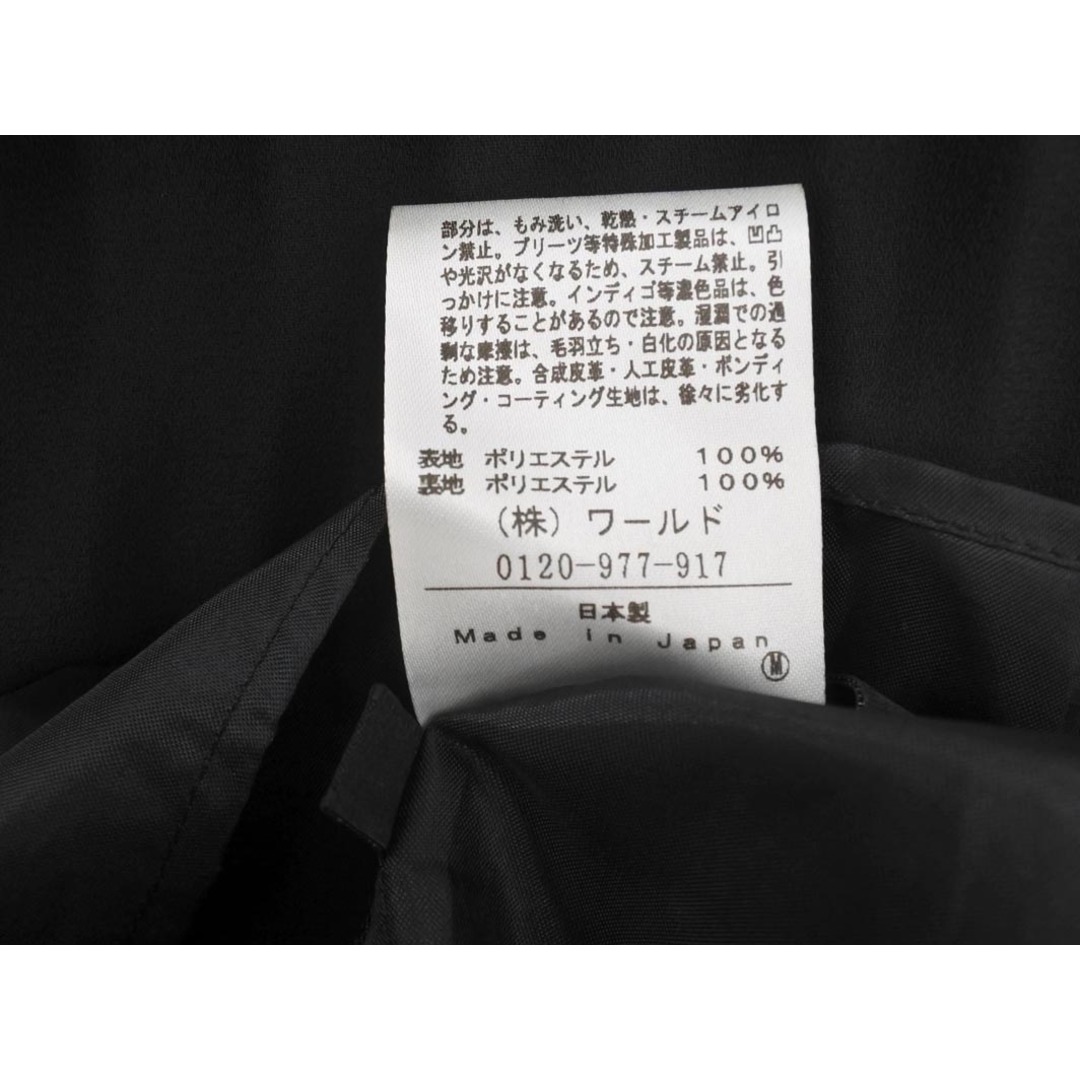 部分は、もみ洗い、乾熱・スチームアイロ
ン禁止。プリーツ等特殊加工製品は、凹凸
や光沢がなくなるため、スチーム禁止。引
っかけに注意。インディゴ等濃色品は、色
移りすることがあるので注意。湿潤での過
剰な摩擦は、毛羽立ち・白化の原因となる
ため注意。合成皮革・人工皮革・ボンディ
ング・コーティング生地は、徐々に劣化す
る。
表地 ポリエステル 100%
裏地 ポリエステル 100%
(株)ワールド
0120-977-917
日本製
Made in Japan
M